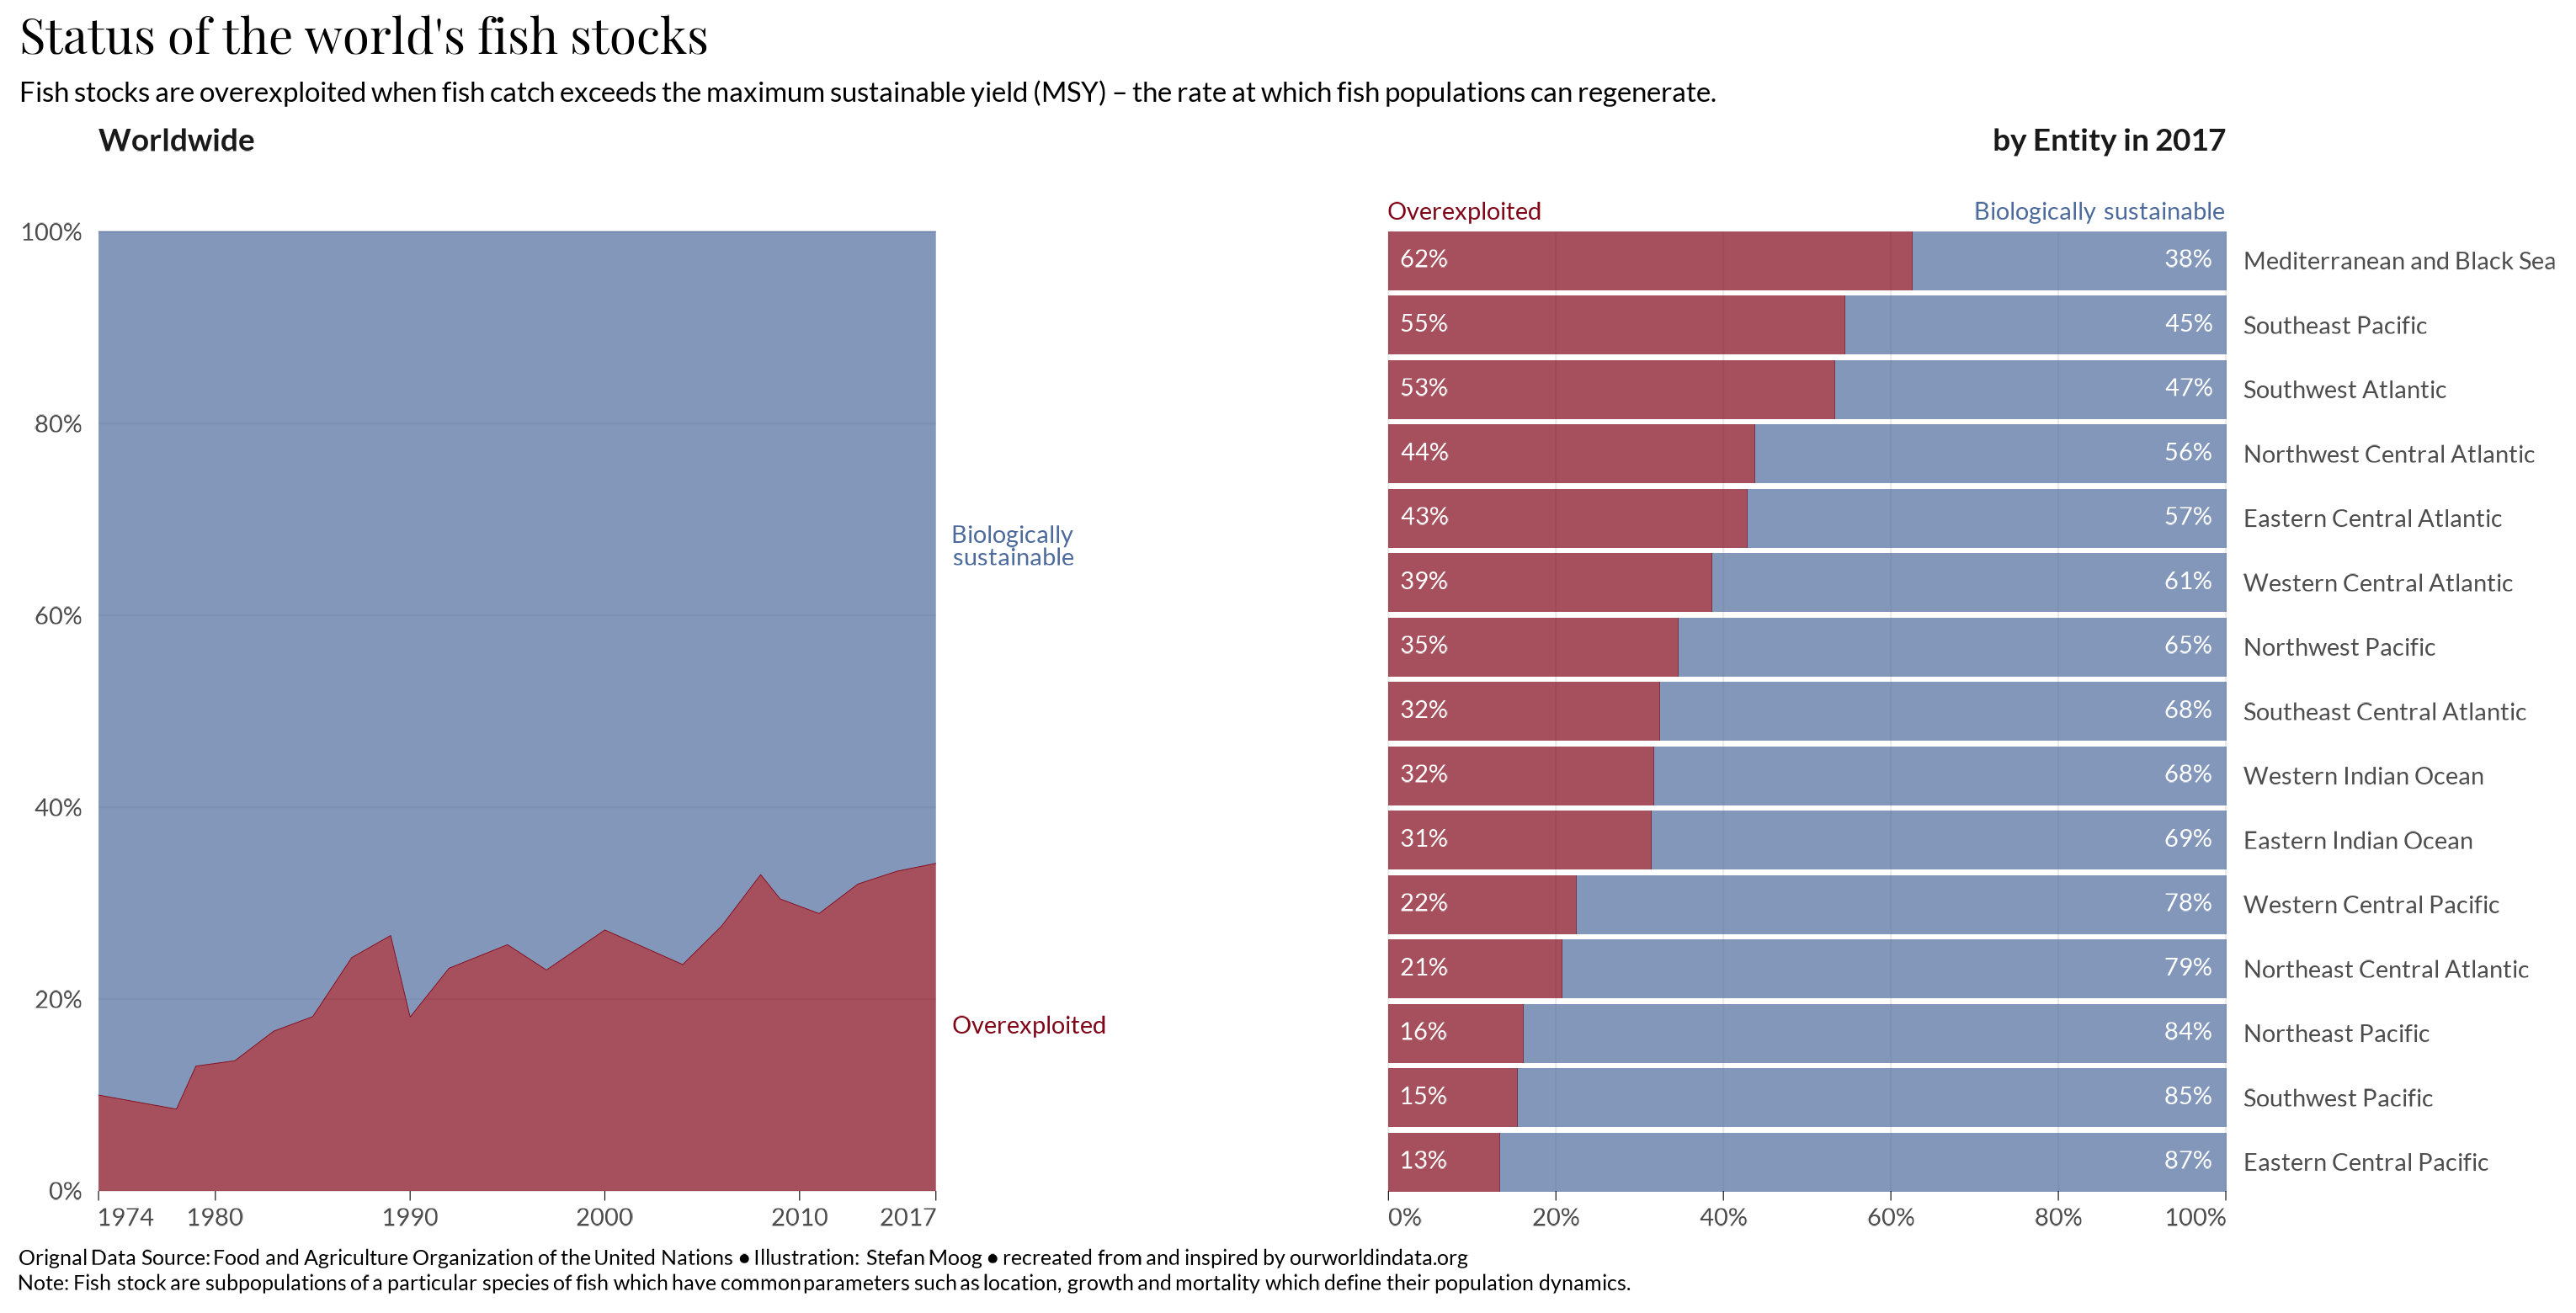 Status of the world's fish stocks
Fish stocks are overexploited when fish catch exceeds the maximum sustainable yield (MSY) – the rate at which fish populations can regenerate.
Worldwide
100%
80%
60%
40%
20%
0%
1974 1980 1990 2000 2010 2017
Biologically
sustainable
Overexploited
by Entity in 2017
Overexploited Biologically sustainable
62% 38% Mediterranean and Black Sea
55% 45% Southeast Pacific
53% 47% Southwest Atlantic
44% 56% Northwest Central Atlantic
43% 57% Eastern Central Atlantic
39% 61% Western Central Atlantic
35% 65% Northwest Pacific
32% 68% Southeast Central Atlantic
32% 68% Western Indian Ocean
31% 69% Eastern Indian Ocean
22% 78% Western Central Pacific
21% 79% Northeast Central Atlantic
16% 84% Northeast Pacific
15% 85% Southwest Pacific
13% 87% Eastern Central Pacific
0% 20% 40% 60% 80% 100%
Orignal Data Source: Food and Agriculture Organization of the United Nations ● Illustration: Stefan Moog ● recreated from and inspired by ourworldindata.org
Note: Fish stock are subpopulations of a particular species of fish which have common parameters such as location, growth and mortality which define their population dynamics.